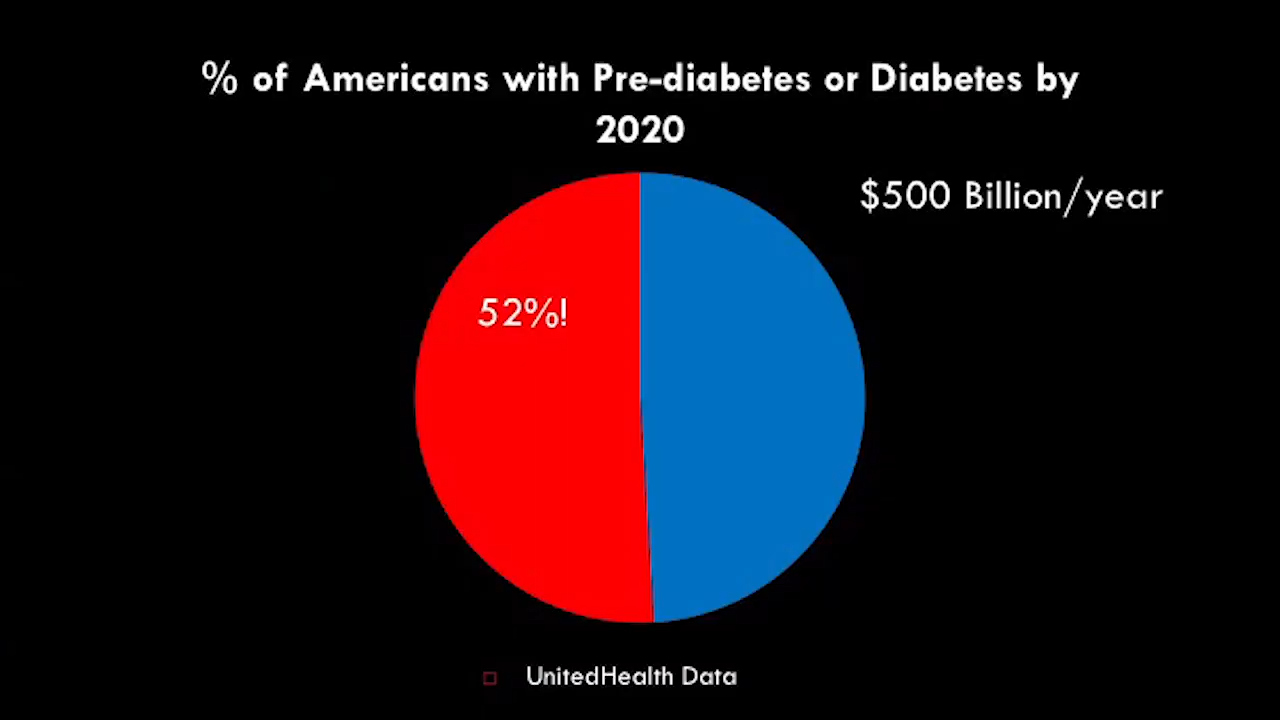 % of Americans with Pre-diabetes or Diabetes by
2020
$500 Billion/year
52%!
UnitedHealth Data